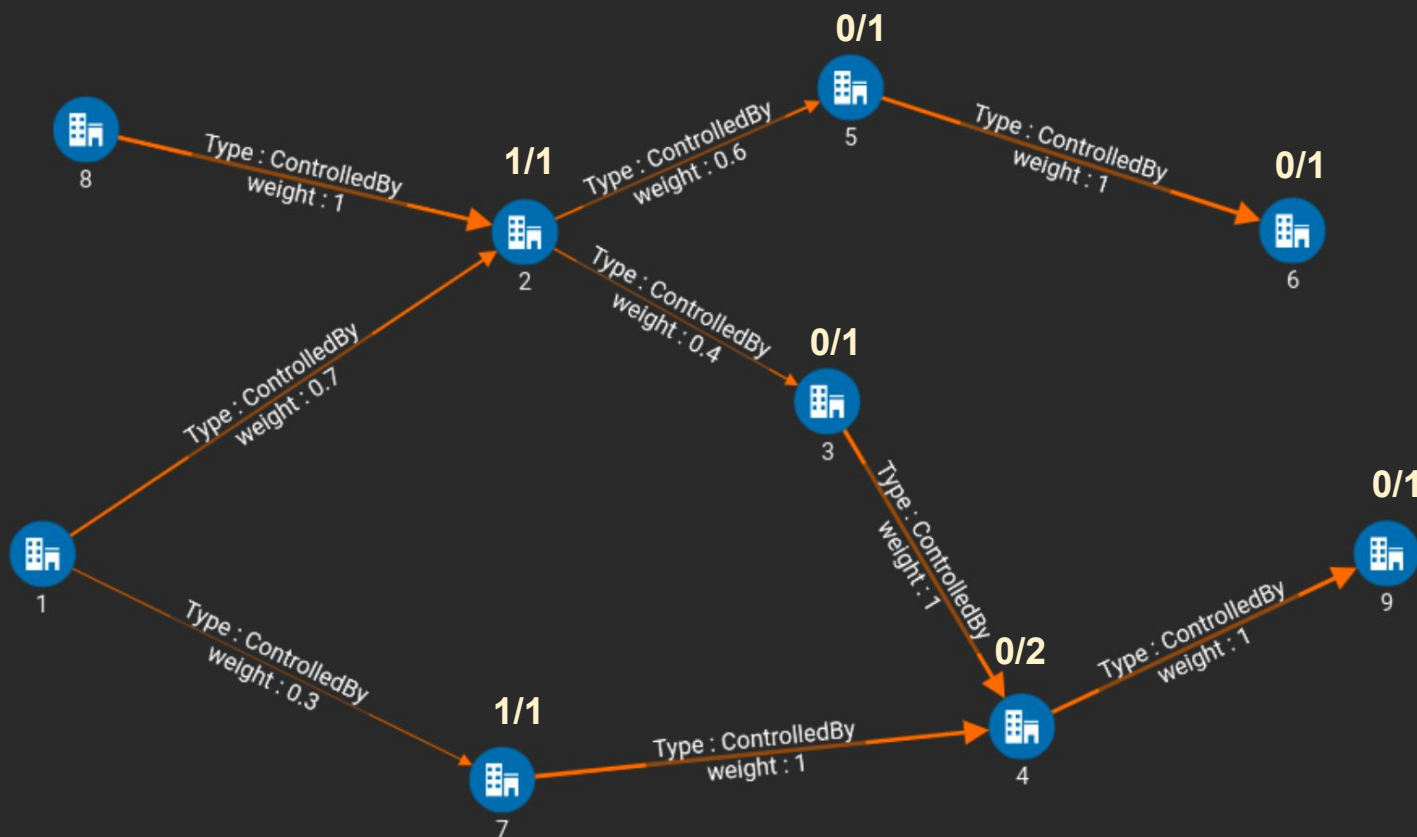 0/1
5
Type : ControlledBy
weight : 1
8
Type : ControlledBy
weight : 1
1/1
2
Type : ControlledBy
weight : 0.6
0/1
6
Type : ControlledBy
weight : 0.4
0/1
3
Type : ControlledBy
weight : 0.7
1
Type : ControlledBy
weight : 1
0/1
9
Type : ControlledBy
weight : 0.3
0/2
4
Type : ControlledBy
weight : 1
1/1
7
Type : ControlledBy
weight : 1